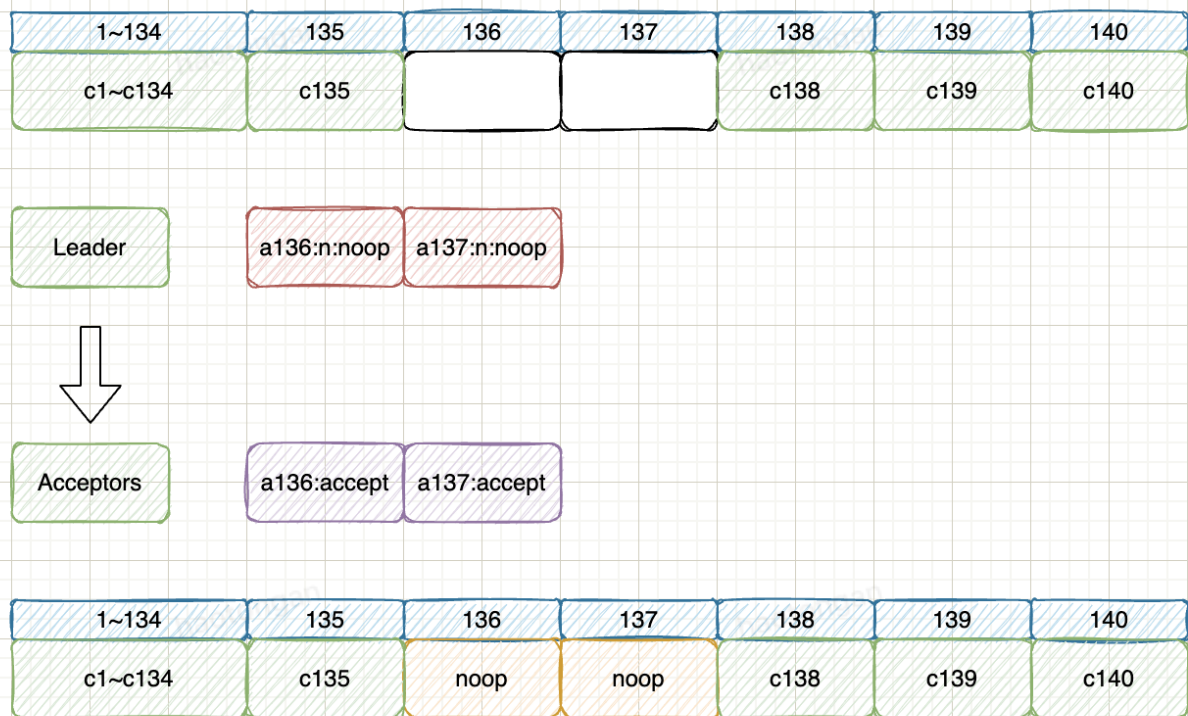 1~134 135 136 137 138 139 140
c1~c134 c135 c138 c139 c140
Leader a136:n:noop a137:n:noop
Acceptors a136:accept a137:accept
1~134 135 136 137 138 139 140
c1~c134 c135 noop noop c138 c139 c140